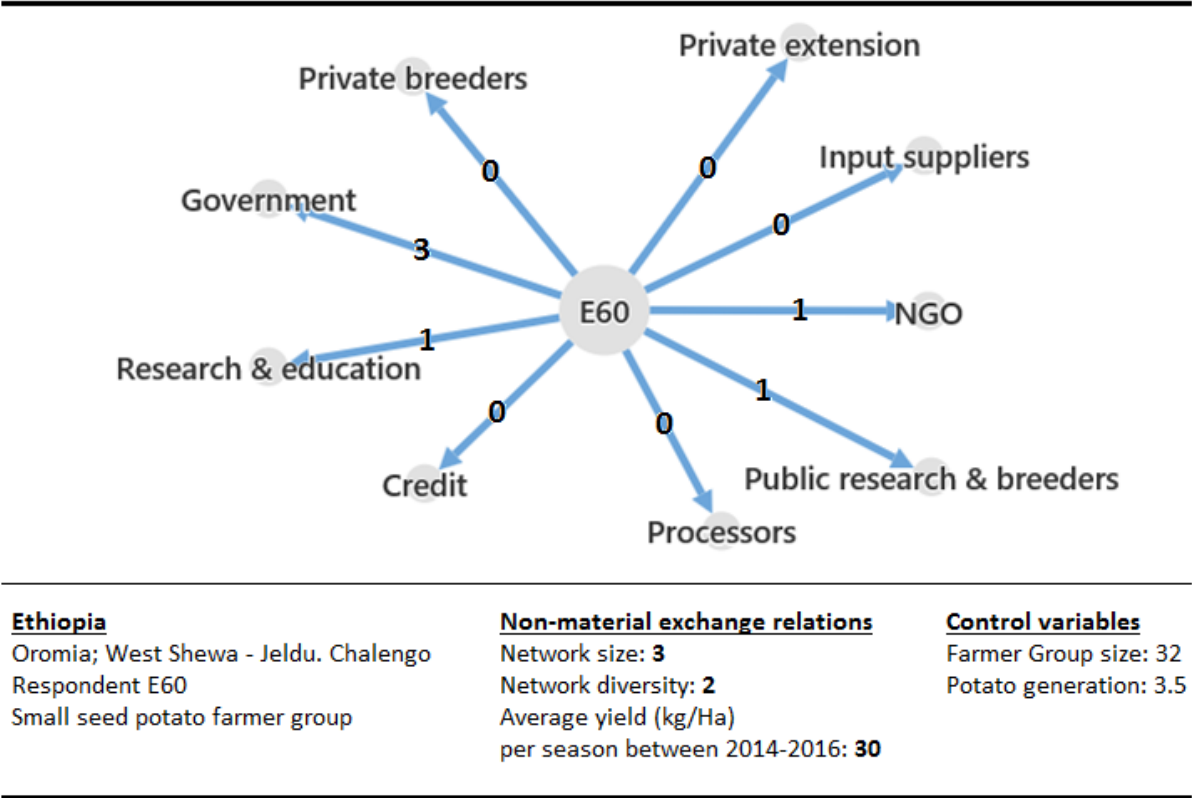 Private extension
Private breeders
0
0
Input suppliers
Government
0
3
E60
1
NGO
1
Research & education
1
0
0
Credit
Public research & breeders
Processors
Ethiopia
Oromia; West Shewa - Jeldu. Chalengo
Respondent E60
Small seed potato farmer group
Non-material exchange relations
Network size: 3
Network diversity: 2
Average yield (kg/Ha)
per season between 2014-2016: 30
Control variables
Farmer Group size: 32
Potato generation: 3.5